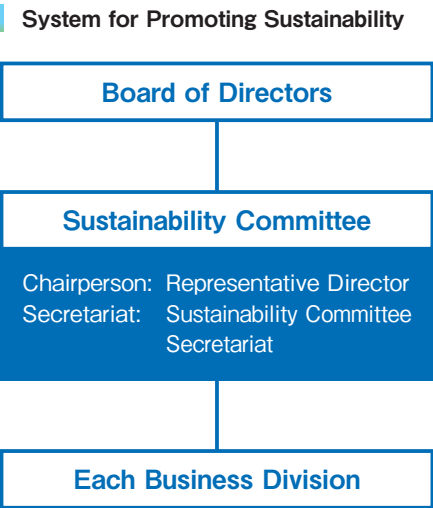 System for Promoting Sustainability
Board of Directors
Sustainability Committee
Chairperson: Representative Director
Secretariat: Sustainability Committee
Secretariat
Each Business Division